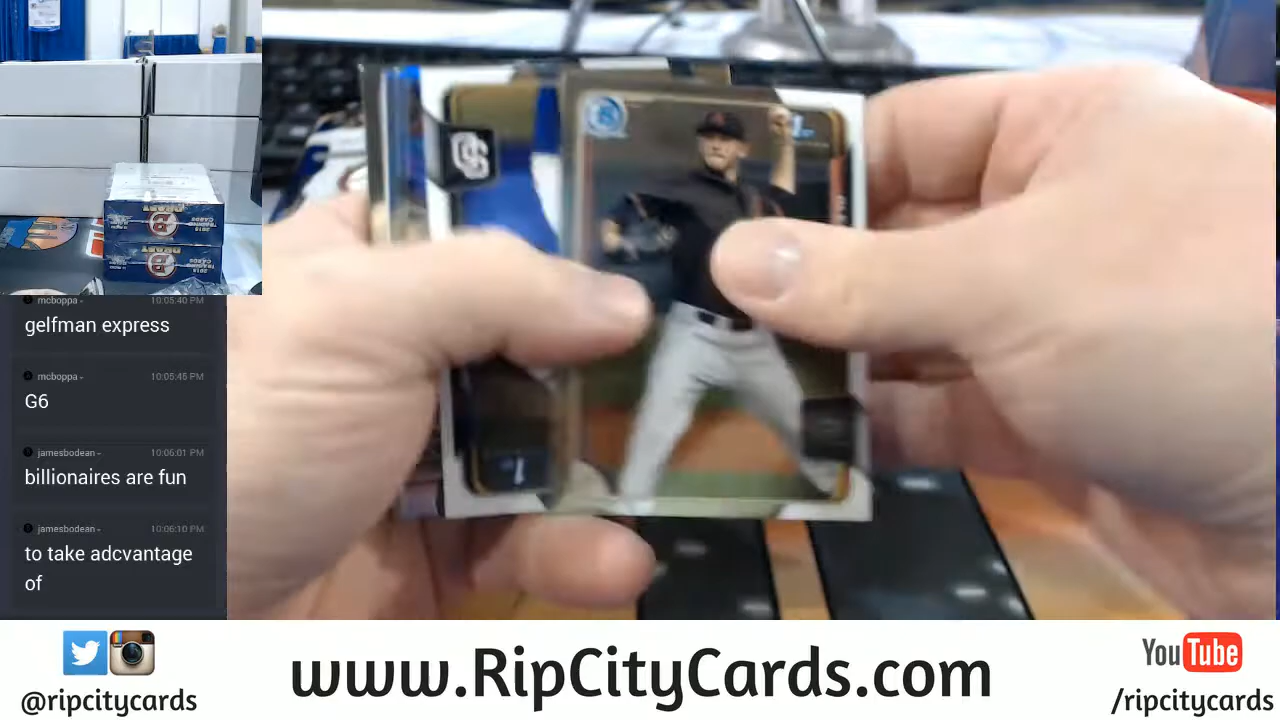 mcboppa - 10:05:40 PM
gelfman express
mcboppa - 10:05:45 PM
G6
jamesbodean - 10:06:01 PM
billionaires are fun
jamesbodean - 10:06:10 PM
to take adcvantage
of
DRAFT
@ripcitycards
www.RipCityCards.com
YouTube
/ripcitycards